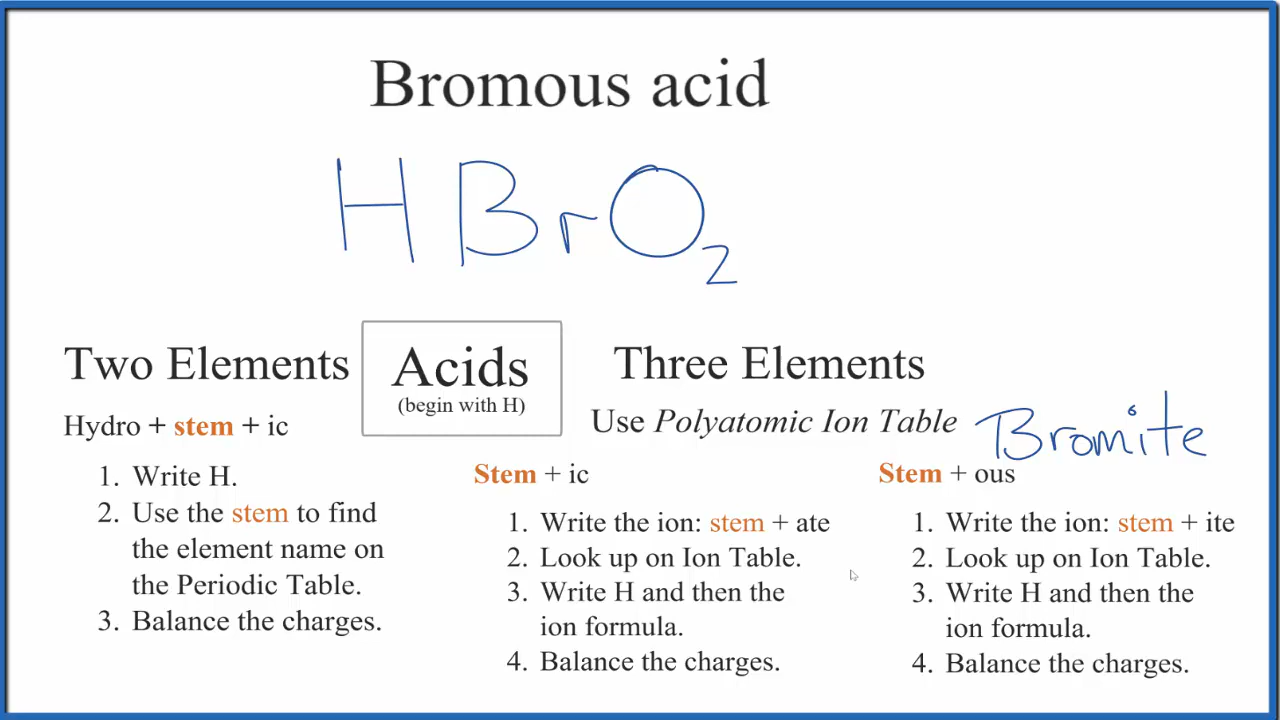 Bromous acid
HBrO2
Two Elements
Hydro + stem + ic
1. Write H.
2. Use the stem to find
the element name on
the Periodic Table.
3. Balance the charges.
Acids
(begin with H)
Three Elements
Use Polyatomic Ion Table
Bromite
Stem + ic
1. Write the ion: stem + ate
2. Look up on Ion Table.
3. Write H and then the
ion formula.
4. Balance the charges.
Stem + ous
1. Write the ion: stem + ite
2. Look up on Ion Table.
3. Write H and then the
ion formula.
4. Balance the charges.